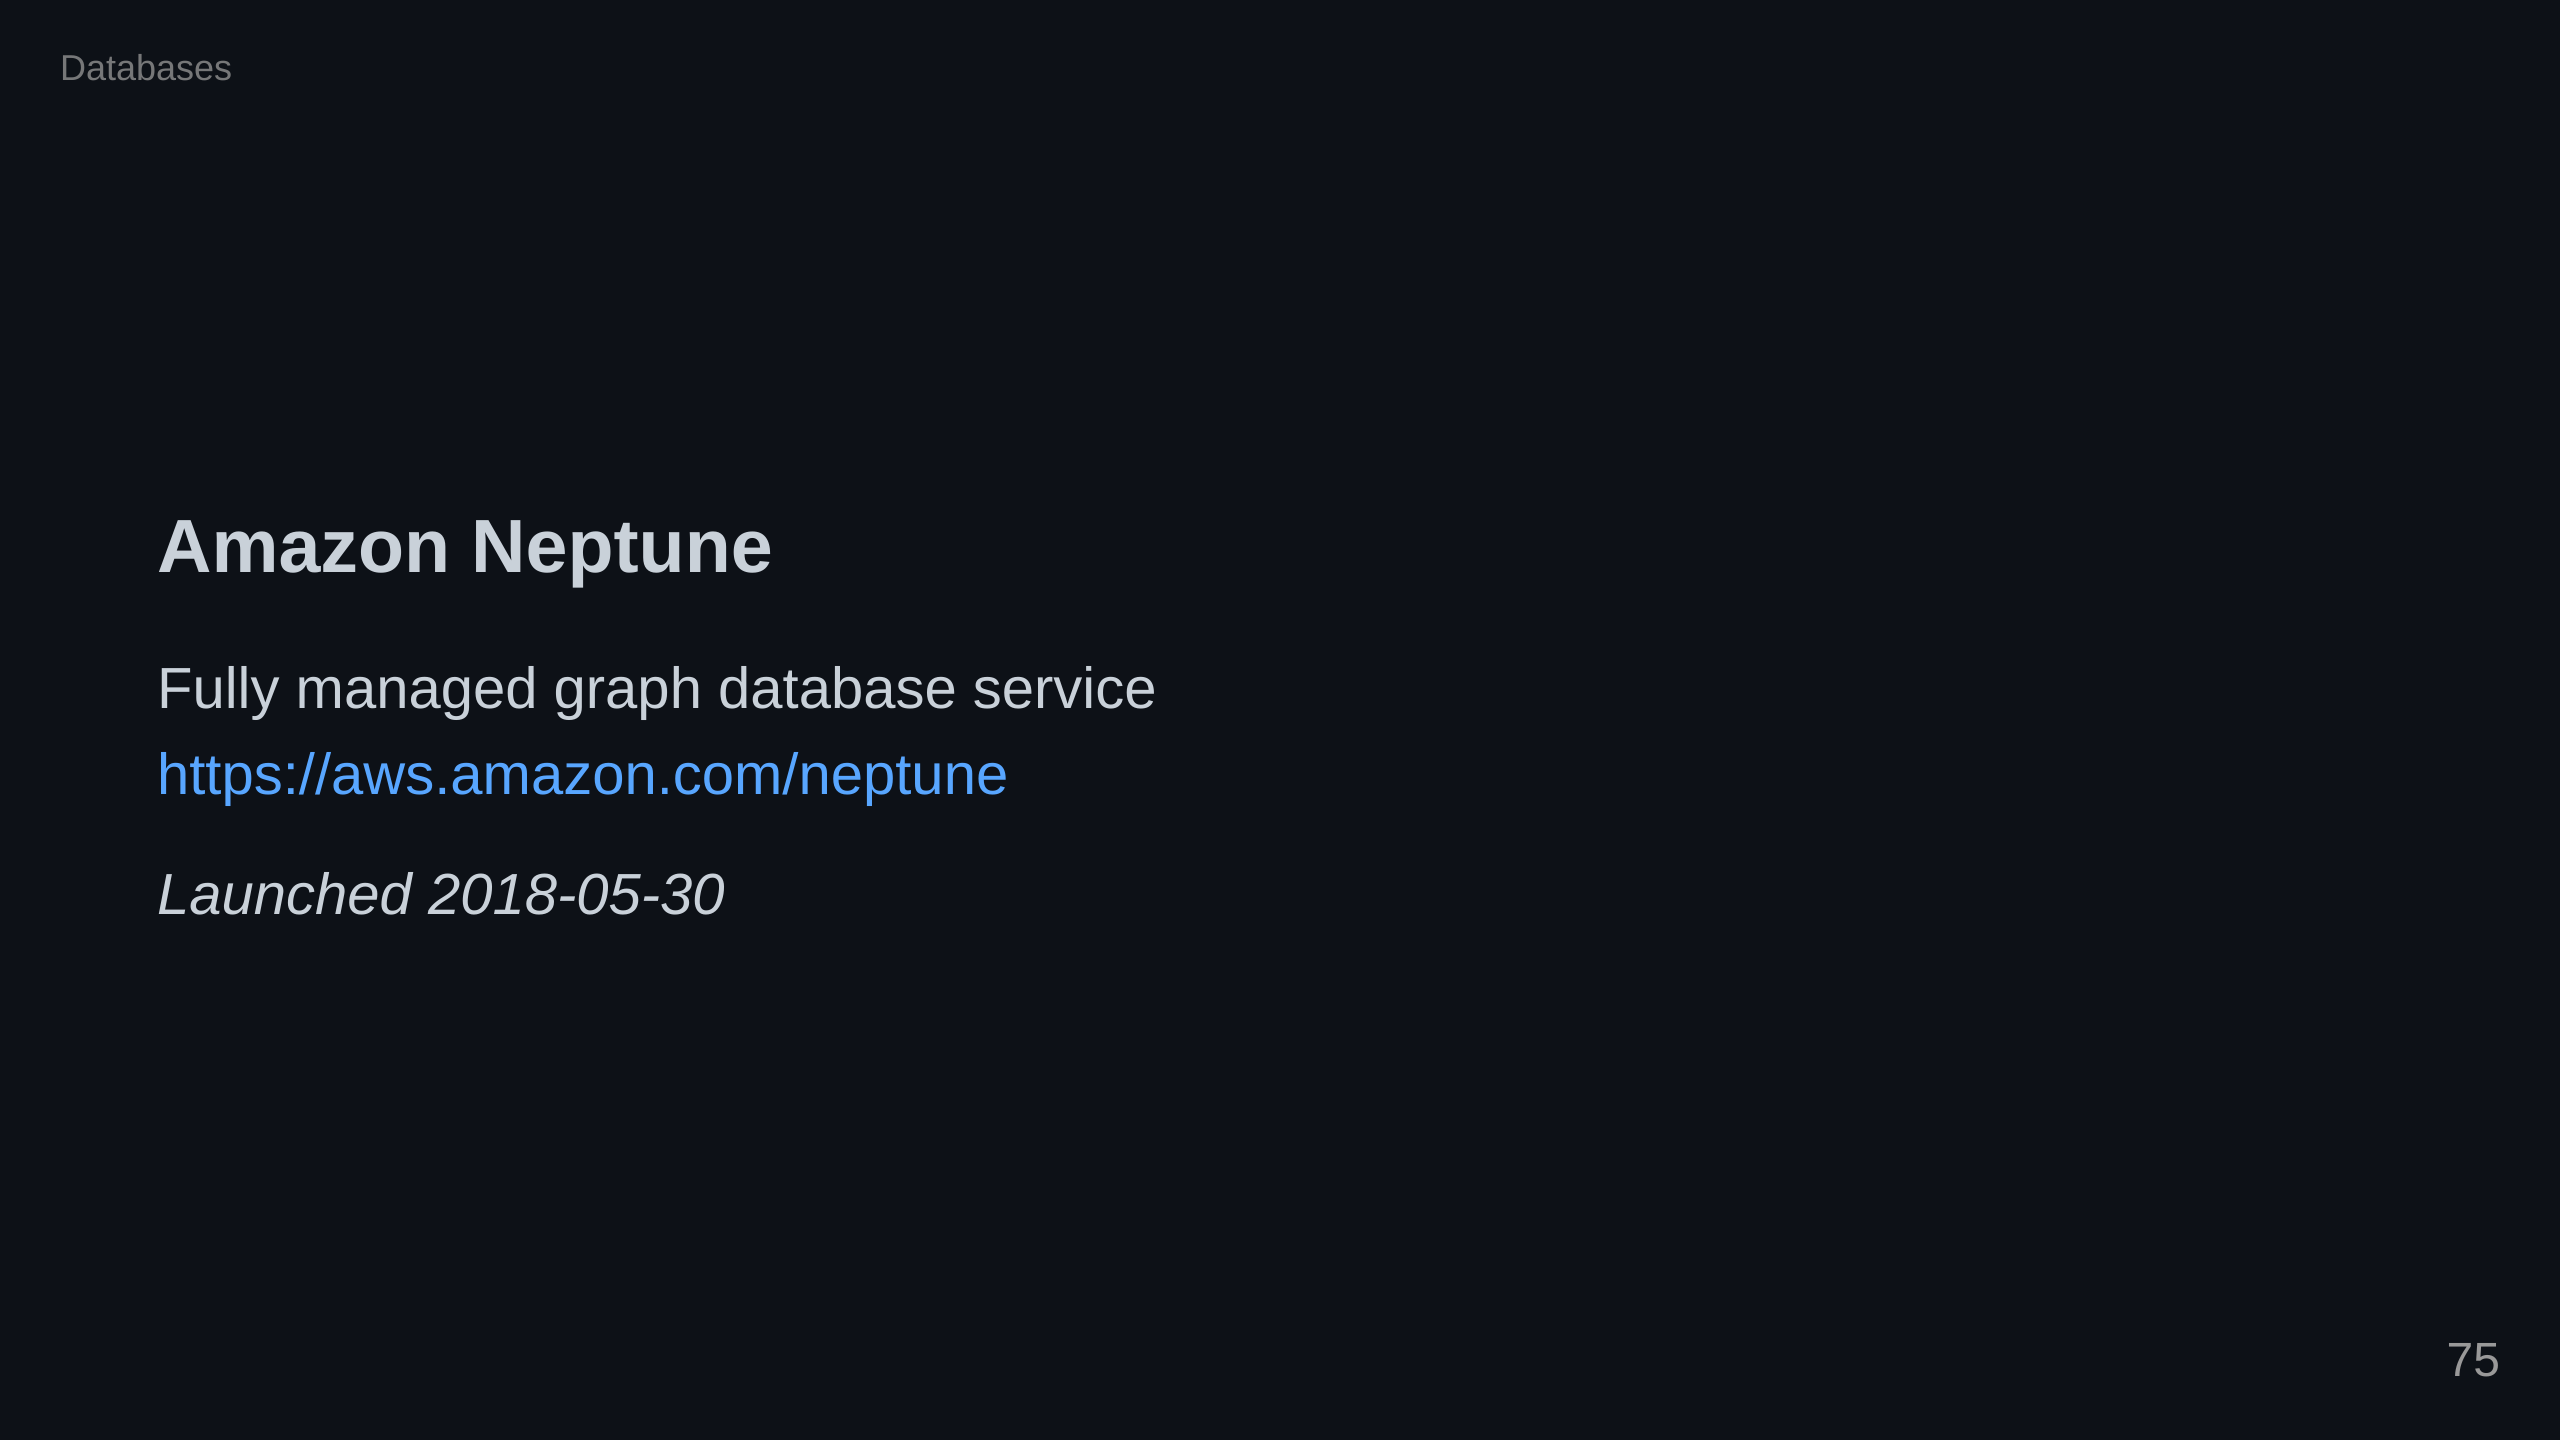 Databases
Amazon Neptune
Fully managed graph database service
https://aws.amazon.com/neptune
Launched 2018-05-30
75